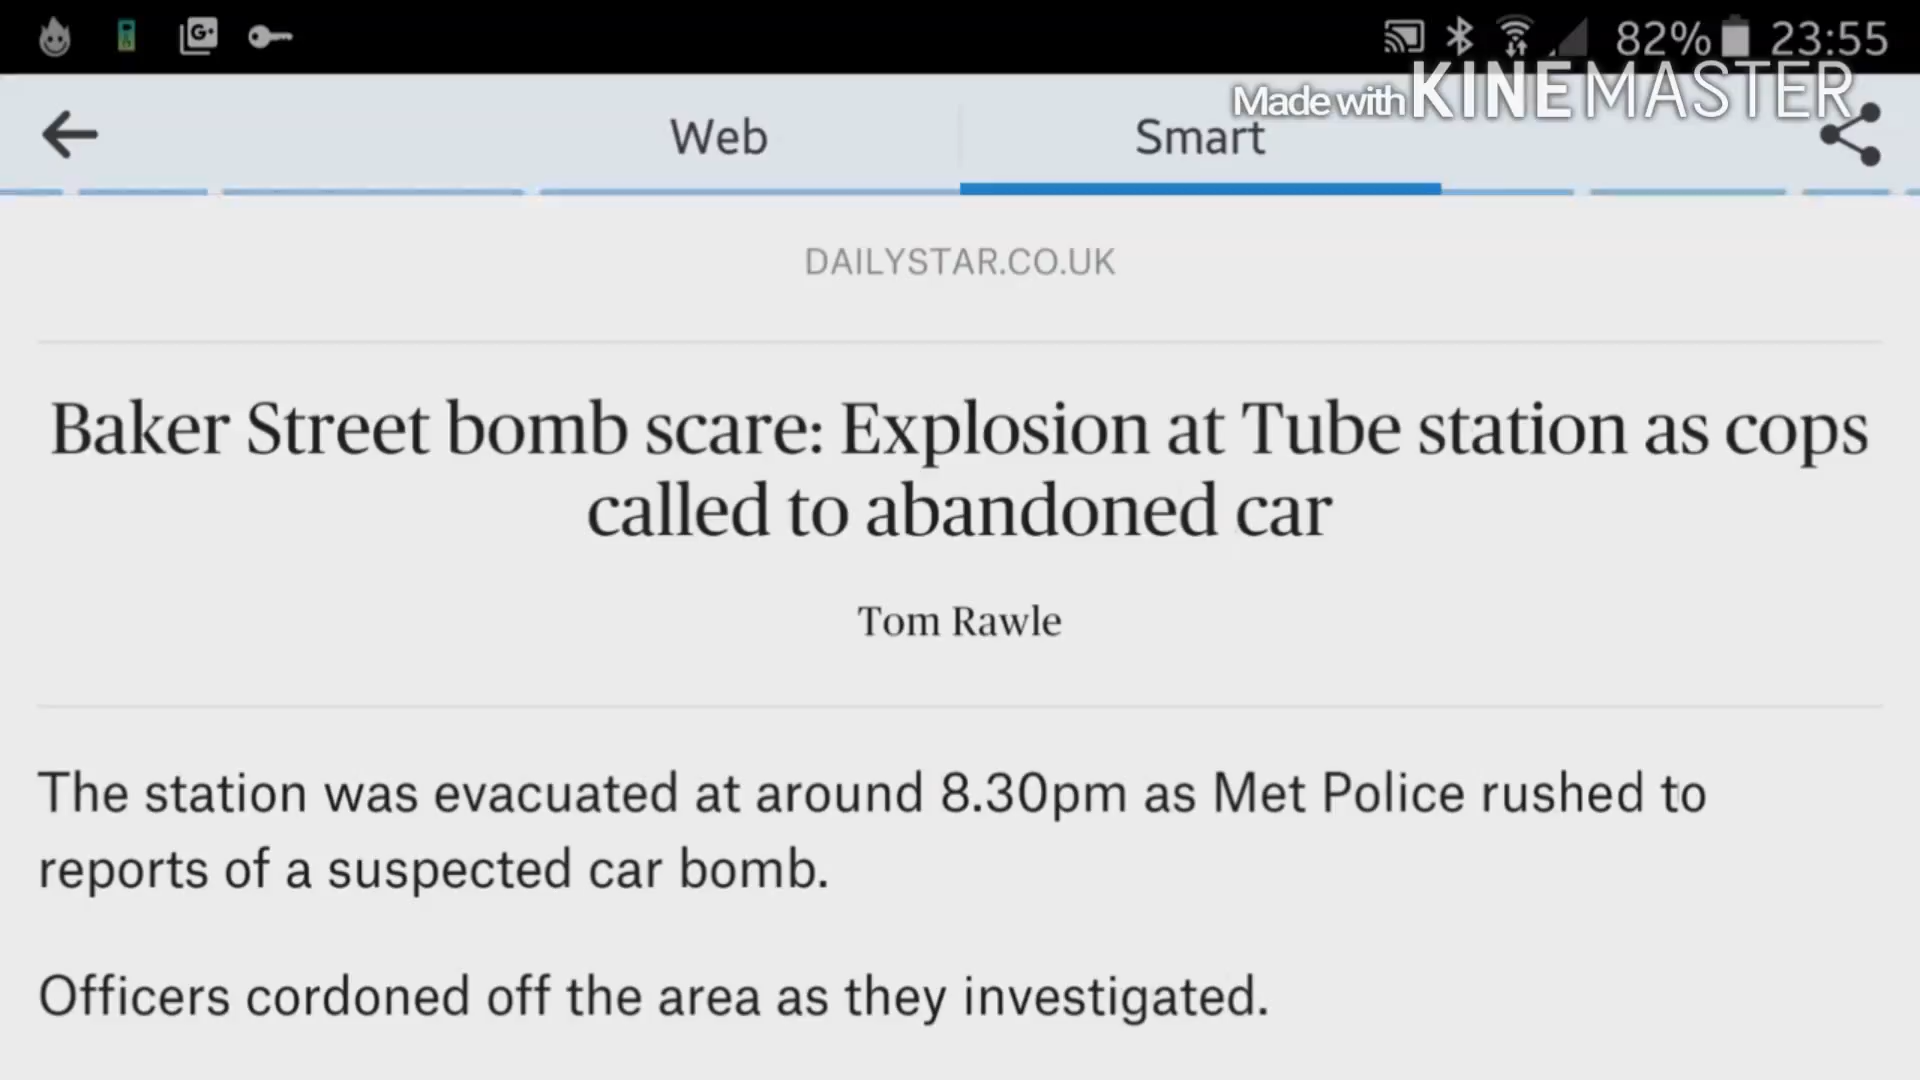 82% 23:55
Made with KINEMASTER
Web Smart
DAILYSTAR.CO.UK
Baker Street bomb scare: Explosion at Tube station as cops
called to abandoned car
Tom Rawle
The station was evacuated at around 8.30pm as Met Police rushed to
reports of a suspected car bomb.
Officers cordoned off the area as they investigated.